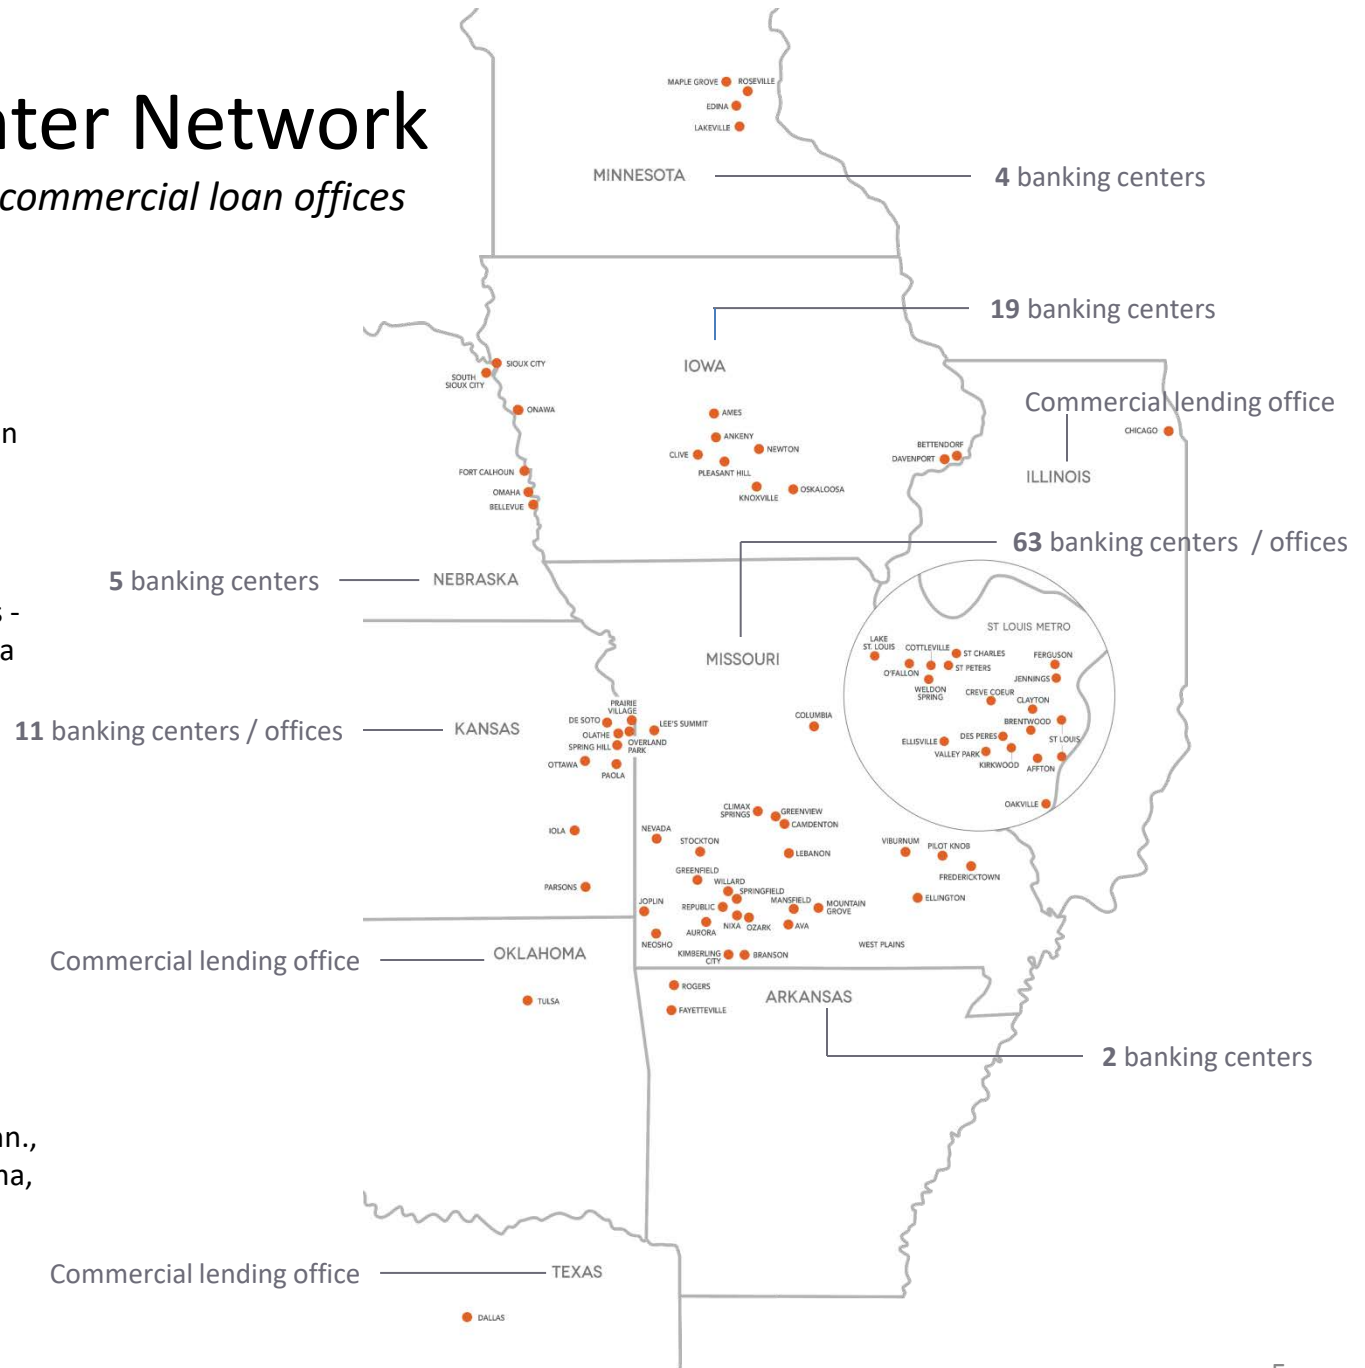 nter Network
commercial loan offices
MAPLE GROVE
ROSEVILLE
EDINA
LAKEVILLE
MINNESOTA
4 banking centers
19 banking centers
IOWA
SIOUX CITY
SOUTH
SIOUX CITY
ONAWA
AMES
ANKENY
NEWTON
CLIVE
PLEASANT HILL
KNOXVILLE
OSKALOOSA
BETTENDORF
DAVENPORT
Commercial lending office
CHICAGO
ILLINOIS
n
FORT CALHOUN
OMAHA
BELLEVUE
63 banking centers / offices
5 banking centers
NEBRASKA
s -
a
MISSOURI
ST LOUIS METRO
LAKE
ST. LOUIS
COTTLEVILLE
ST CHARLES
O'FALLON
ST PETERS
WELDON
SPRING
FERGUSON
JENNINGS
CREVE COEUR
CLAYTON
BRENTWOOD
DES PERES
ST LOUIS
ELLISVILLE
VALLEY PARK
KIRKWOOD
AFFTON
OAKVILLE
11 banking centers / offices
KANSAS
PRAIRIE
VILLAGE
DE SOTO
LEE'S SUMMIT
OLATHE
OVERLAND
PARK
SPRING HILL
OTTAWA
PAOLA
COLUMBIA
IOLA
PARSONS
CLIMAX
SPRINGS
GREENVIEW
CAMDENTON
NEVADA
STOCKTON
LEBANON
VIBURNUM
PILOT KNOB
FREDERICKTOWN
GREENFIELD
WILLARD
SPRINGFIELD
MANSFIELD
MOUNTAIN
GROVE
ELLINGTON
JOPLIN
REPUBLIC
AURORA
NIXA
OZARK
AVA
NEOSHO
KIMBERLING
CITY
BRANSON
WEST PLAINS
Commercial lending office
OKLAHOMA
TULSA
ROGERS
ARKANSAS
FAYETTEVILLE
2 banking centers
an.,
na,
Commercial lending office
TEXAS
DALLAS